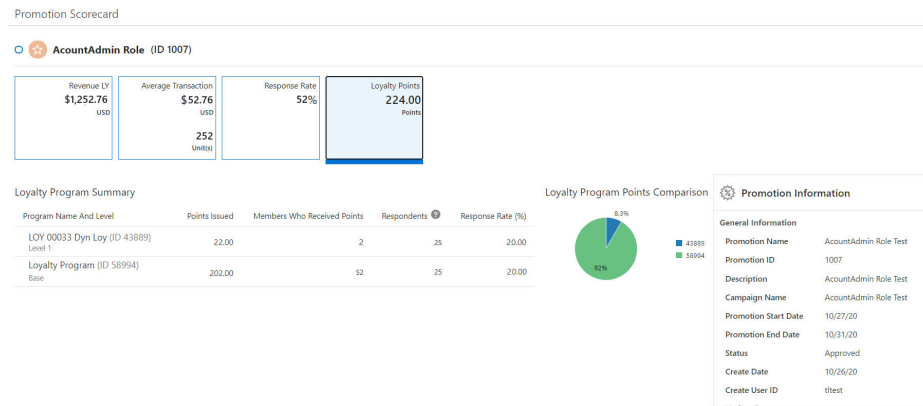 Promotion Scorecard
AcountAdmin Role (ID 1007)
Revenue LY
$1,252.76
USD
Average Transaction
$52.76
USD
252
Unit(s)
Response Rate
52%
Loyalty Points
224.00
Points
Loyalty Program Summary
Program Name And Level Points Issued Members Who Received Points Respondents ? Response Rate (%)
LOY 00033 Dyn Loy (ID 43889) 22.00 2 25 20.00
Level 1
Loyalty Program (ID 58994) 202.00 52 25 20.00
Base
Loyalty Program Points Comparison
8.3%
92%
43889
58994
Promotion Information
General Information
Promotion Name AcountAdmin Role Test
Promotion ID 1007
Description AcountAdmin Role Test
Campaign Name AcountAdmin Role Test
Promotion Start Date 10/27/20
Promotion End Date 10/31/20
Status Approved
Create Date 10/26/20
Create User ID tltest